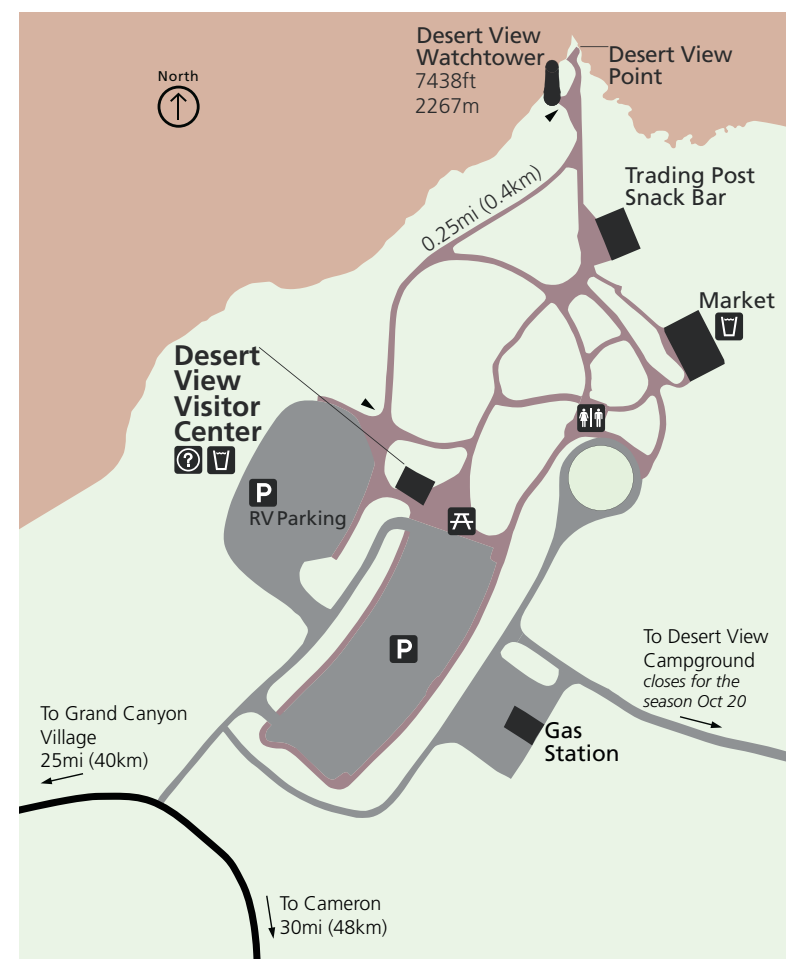 North
Desert View
Watchtower
7438ft
2267m
Desert View
Point
Trading Post
Snack Bar
0.25mi (0.4km)
Market
Desert
View
Visitor
Center
?
P
RV Parking
P
To Desert View
Campground
closes for the
season Oct 20
To Grand Canyon
Village
25mi (40km)
Gas
Station
To Cameron
30mi (48km)